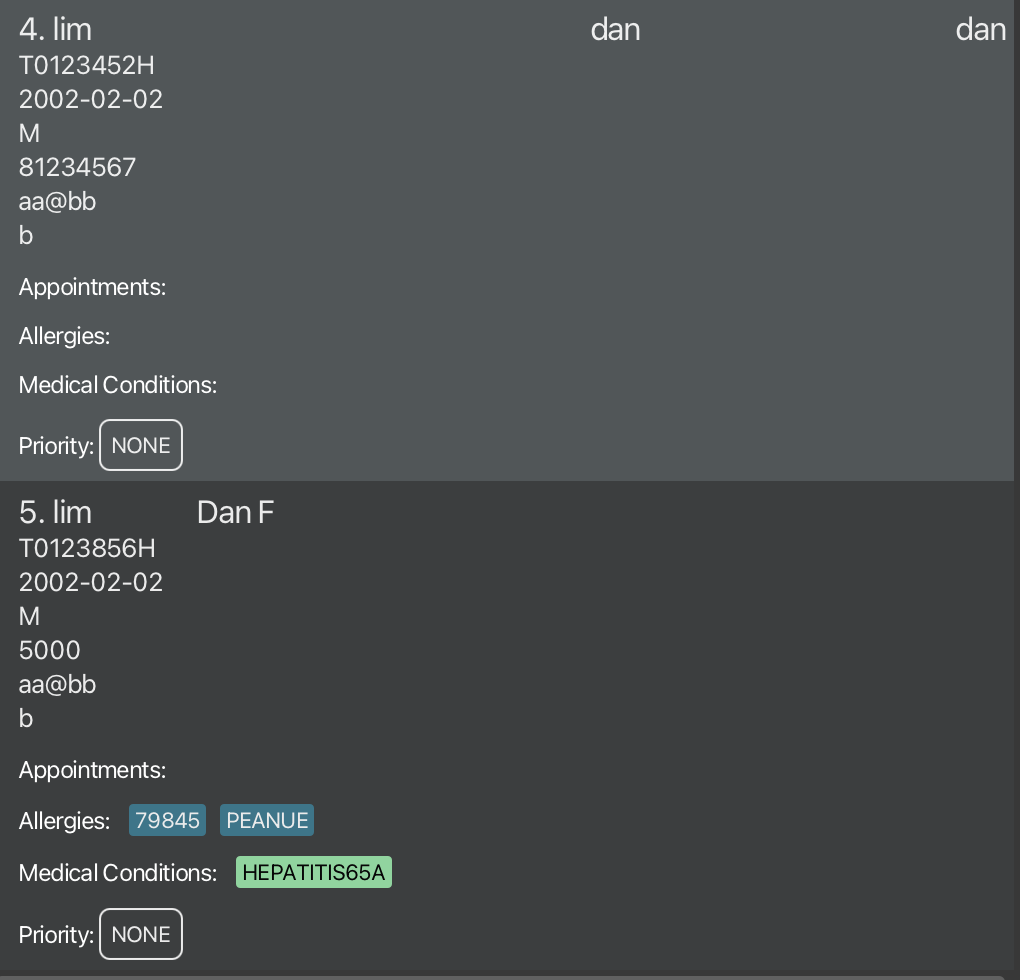 4. lim dan dan
T0123452H
2002-02-02
M
81234567
aa@bb
b
Appointments:
Allergies:
Medical Conditions:
Priority: NONE
5. lim Dan F
T0123856H
2002-02-02
M
5000
aa@bb
b
Appointments:
Allergies: 79845 PEANUE
Medical Conditions: HEPATITIS65A
Priority: NONE